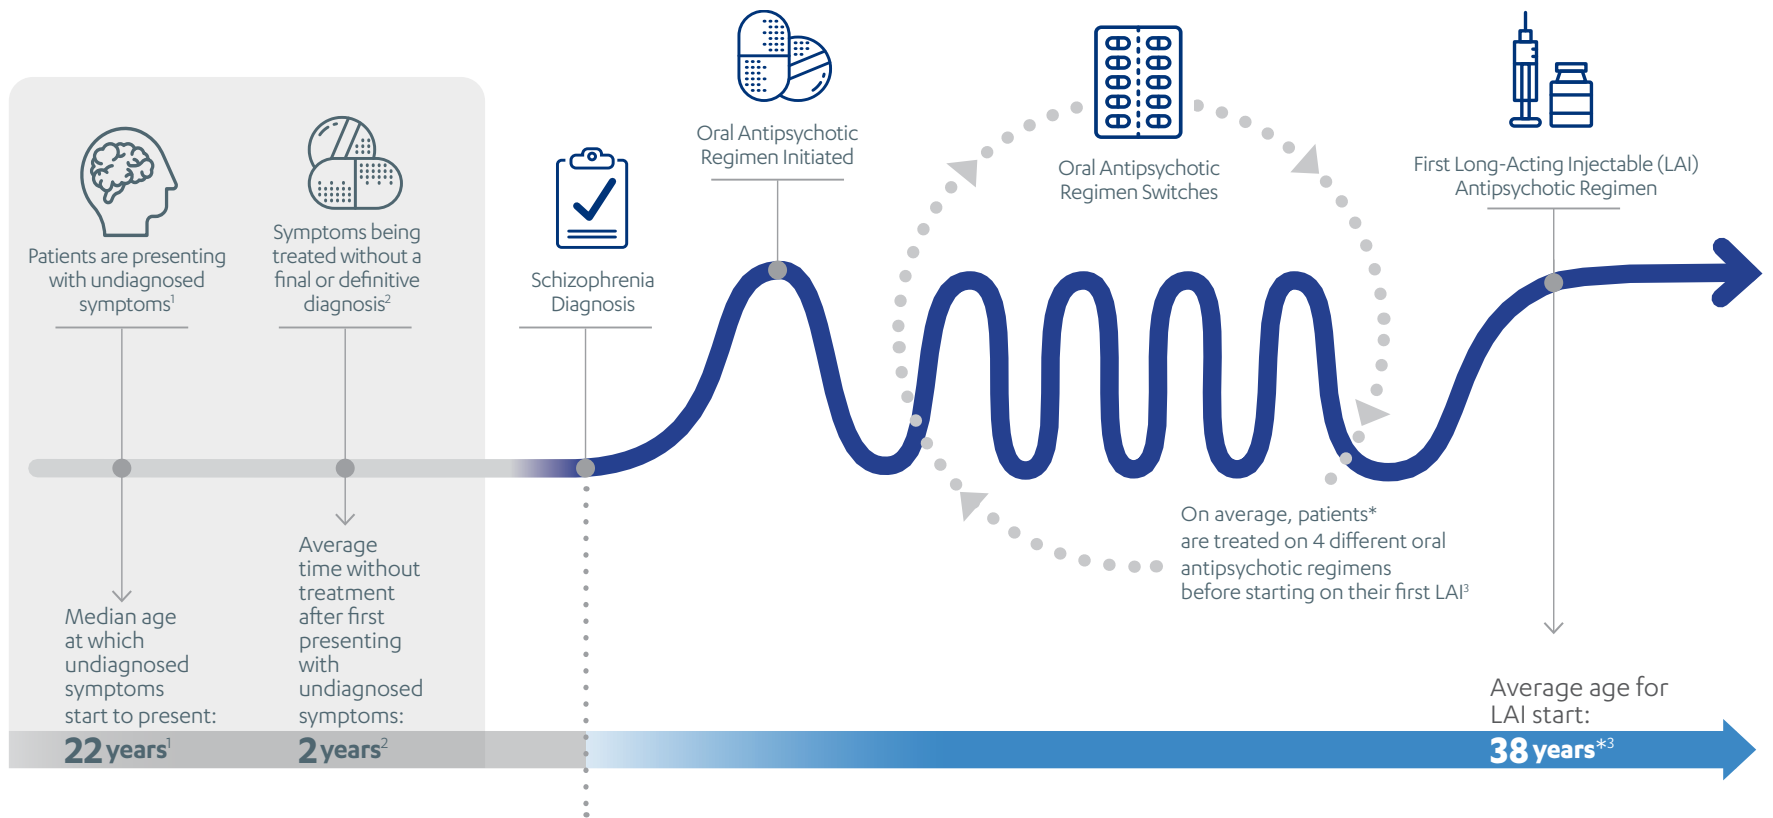 Patients are presenting
with undiagnosed
symptoms¹
Symptoms being
treated without a
final or definitive
diagnosis²
Schizophrenia
Diagnosis
Oral Antipsychotic
Regimen Initiated
Oral Antipsychotic
Regimen Switches
First Long-Acting Injectable (LAI)
Antipsychotic Regimen
On average, patients*
are treated on 4 different oral
antipsychotic regimens
before starting on their first LAI³
Median age
at which
undiagnosed
symptoms
start to present:
22 years¹
Average
time without
treatment
after first
presenting
with
undiagnosed
symptoms:
2 years²
Average age for
LAI start:
38 years*³